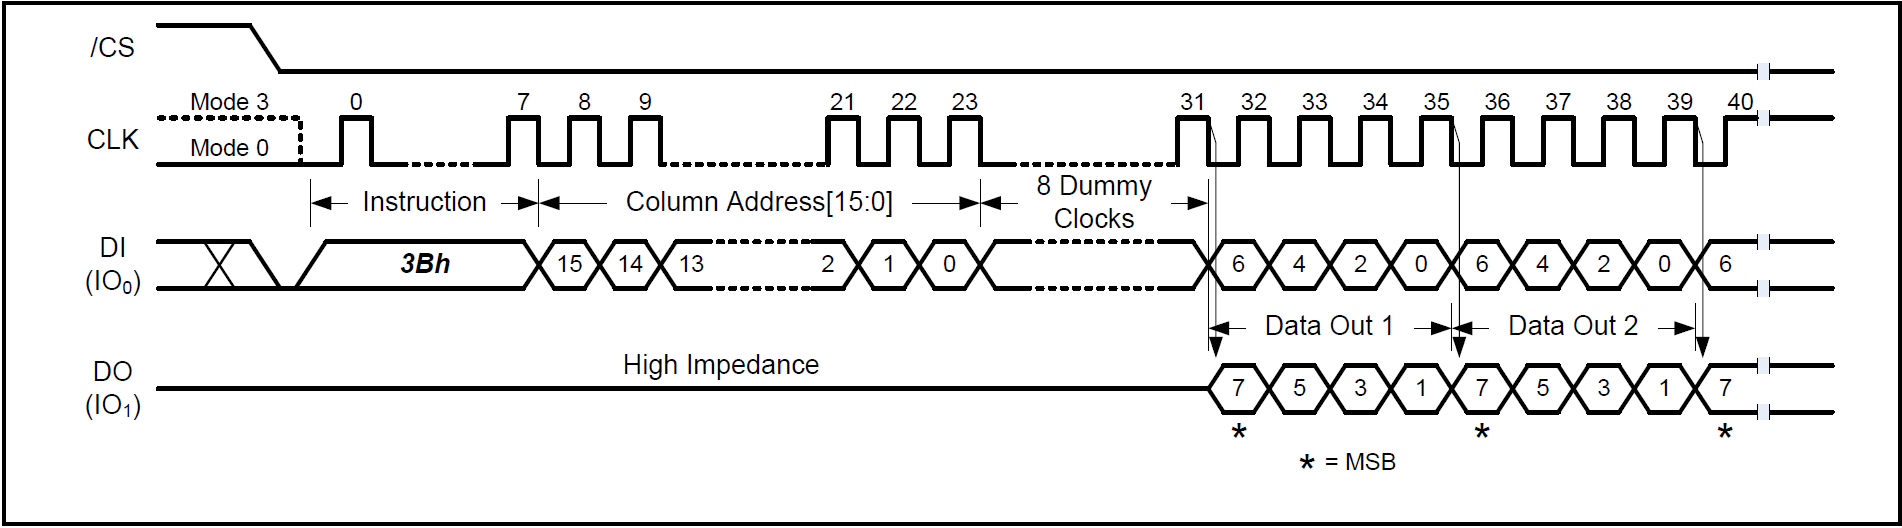 /CS
Mode 3 0 7 8 9 21 22 23 31 32 33 34 35 36 37 38 39 40
CLK
Mode 0
Instruction Column Address[15:0] 8 Dummy
Clocks
DI
(IO0)
3Bh 15 14 13 2 1 0 6 4 2 0 6 4 2 0 6
Data Out 1 Data Out 2
High Impedance
DO
(IO1)
7 5 3 1 7 5 3 1 7
* * *
* = MSB